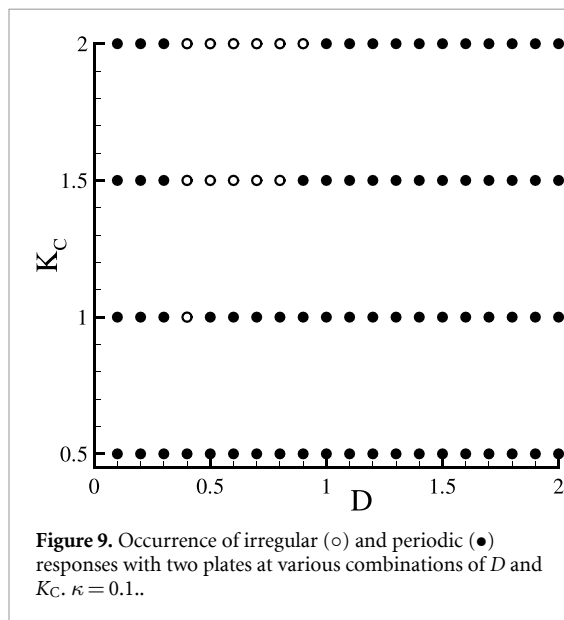 2
1.5
K_C
1
0.5
0 0.5 1 1.5 2
D
Figure 9. Occurrence of irregular (○) and periodic (●)
responses with two plates at various combinations of D and
K_C. κ = 0.1..